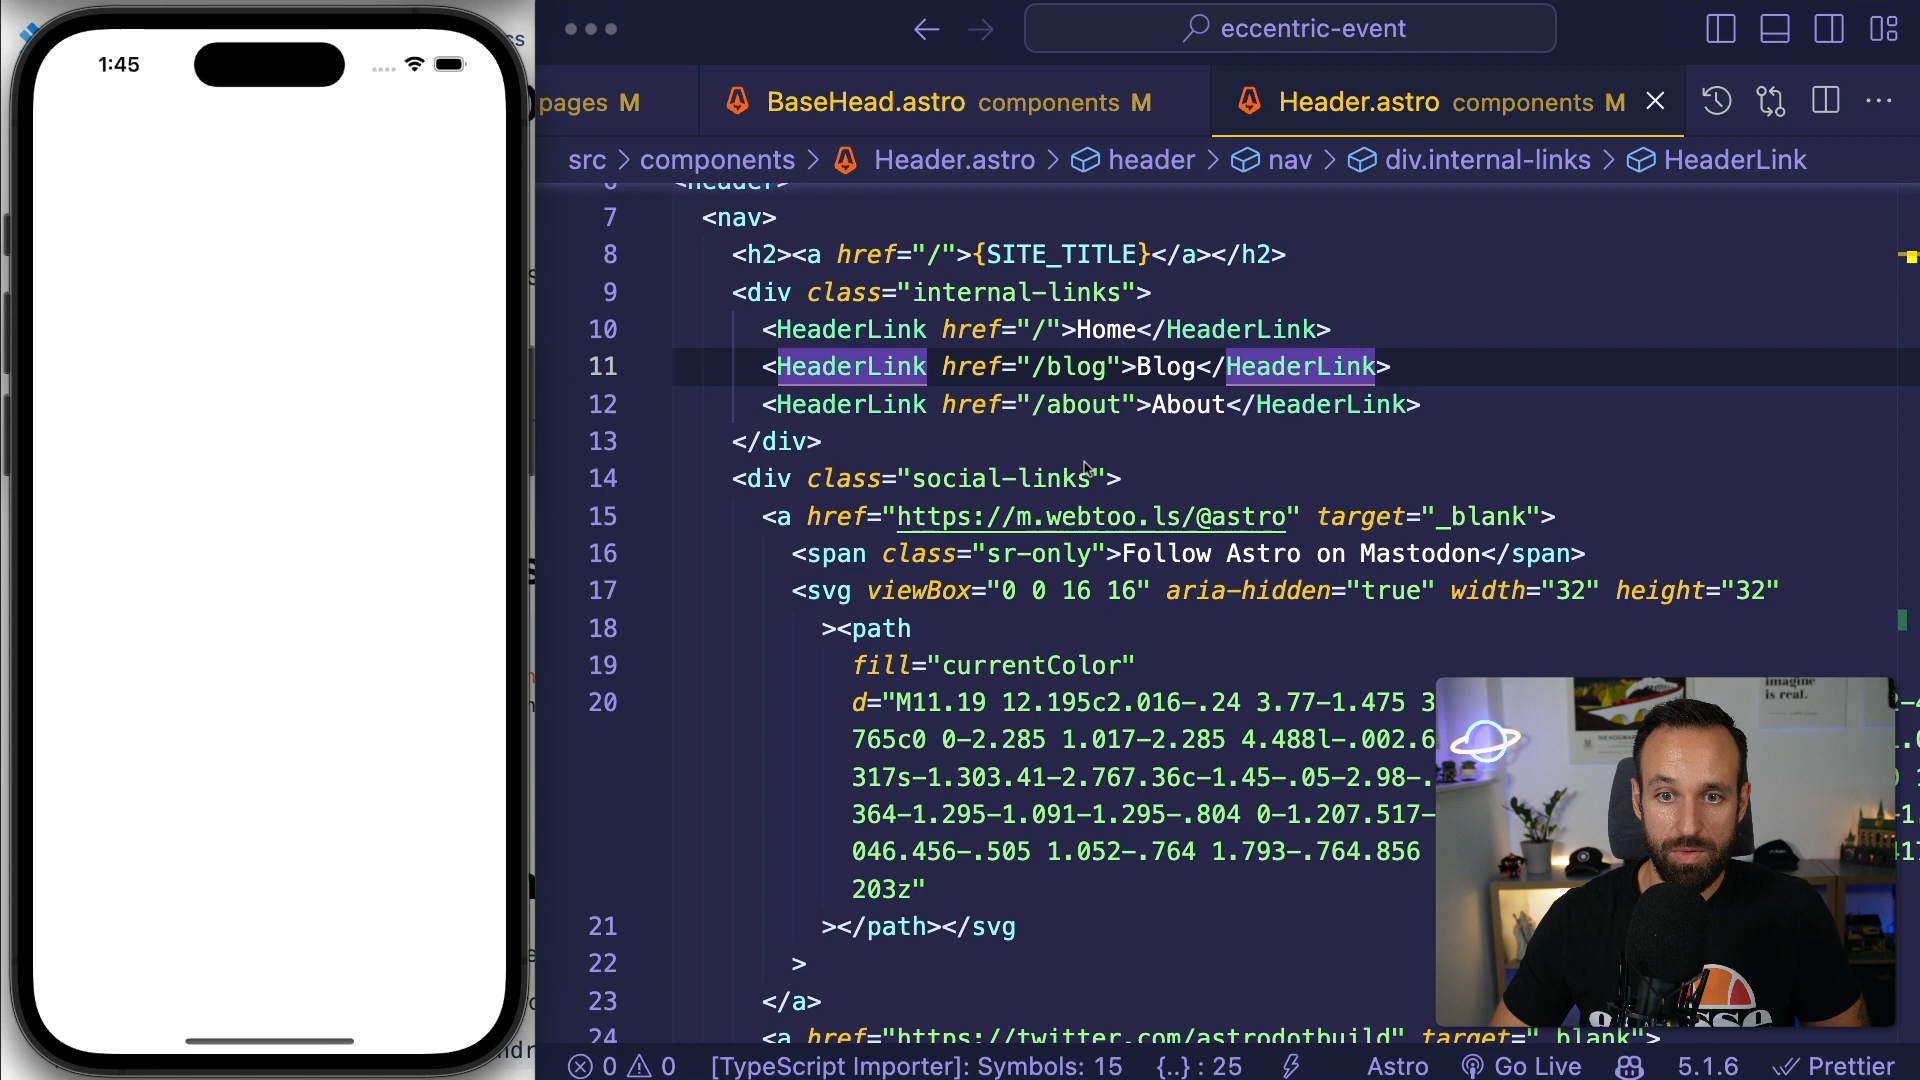 1:45
eccentric-event
pages M
BaseHead.astro components M
Header.astro components M
src > components > Header.astro > header > nav > div.internal-links > HeaderLink
6 <header>
7 <nav>
8 <h2><a href="/">{SITE_TITLE}</a></h2>
9 <div class="internal-links">
10 <HeaderLink href="/">Home</HeaderLink>
11 <HeaderLink href="/blog">Blog</HeaderLink>
12 <HeaderLink href="/about">About</HeaderLink>
13 </div>
14 <div class="social-links">
15 <a href="https://m.webtoo.ls/@astro" target="_blank">
16 <span class="sr-only">Follow Astro on Mastodon</span>
17 <svg viewBox="0 0 16 16" aria-hidden="true" width="32" height="32"
18 ><path
19 fill="currentColor"
20 d="M11.19 12.195c2.016-.24 3.77-1.475 3
765c0 0-2.285 1.017-2.285 4.488l-.002.6
317s-1.303.41-2.767.36c-1.45-.05-2.98-.
364-1.295-1.091-1.295-.804 0-1.207.517-
046.456-.505 1.052-.764 1.793-.764.856
203z"
21 ></path></svg
22 >
23 </a>
24 <a href="https://twitter.com/astrodotbuild" target="_blank">
imagine
is real.
0 0 [TypeScript Importer]: Symbols: 15 {..} : 25 Astro Go Live 5.1.6 Prettier